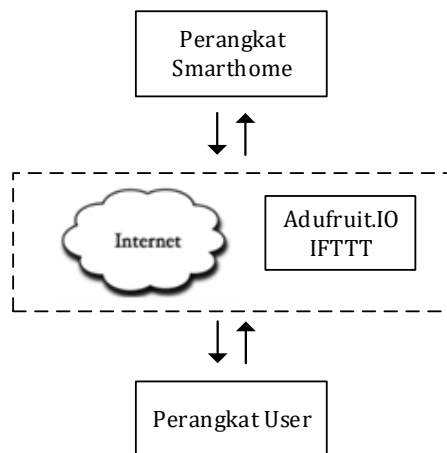 Perangkat
Smarthome
Internet
Adufruit.IO
IFTTT
Perangkat User